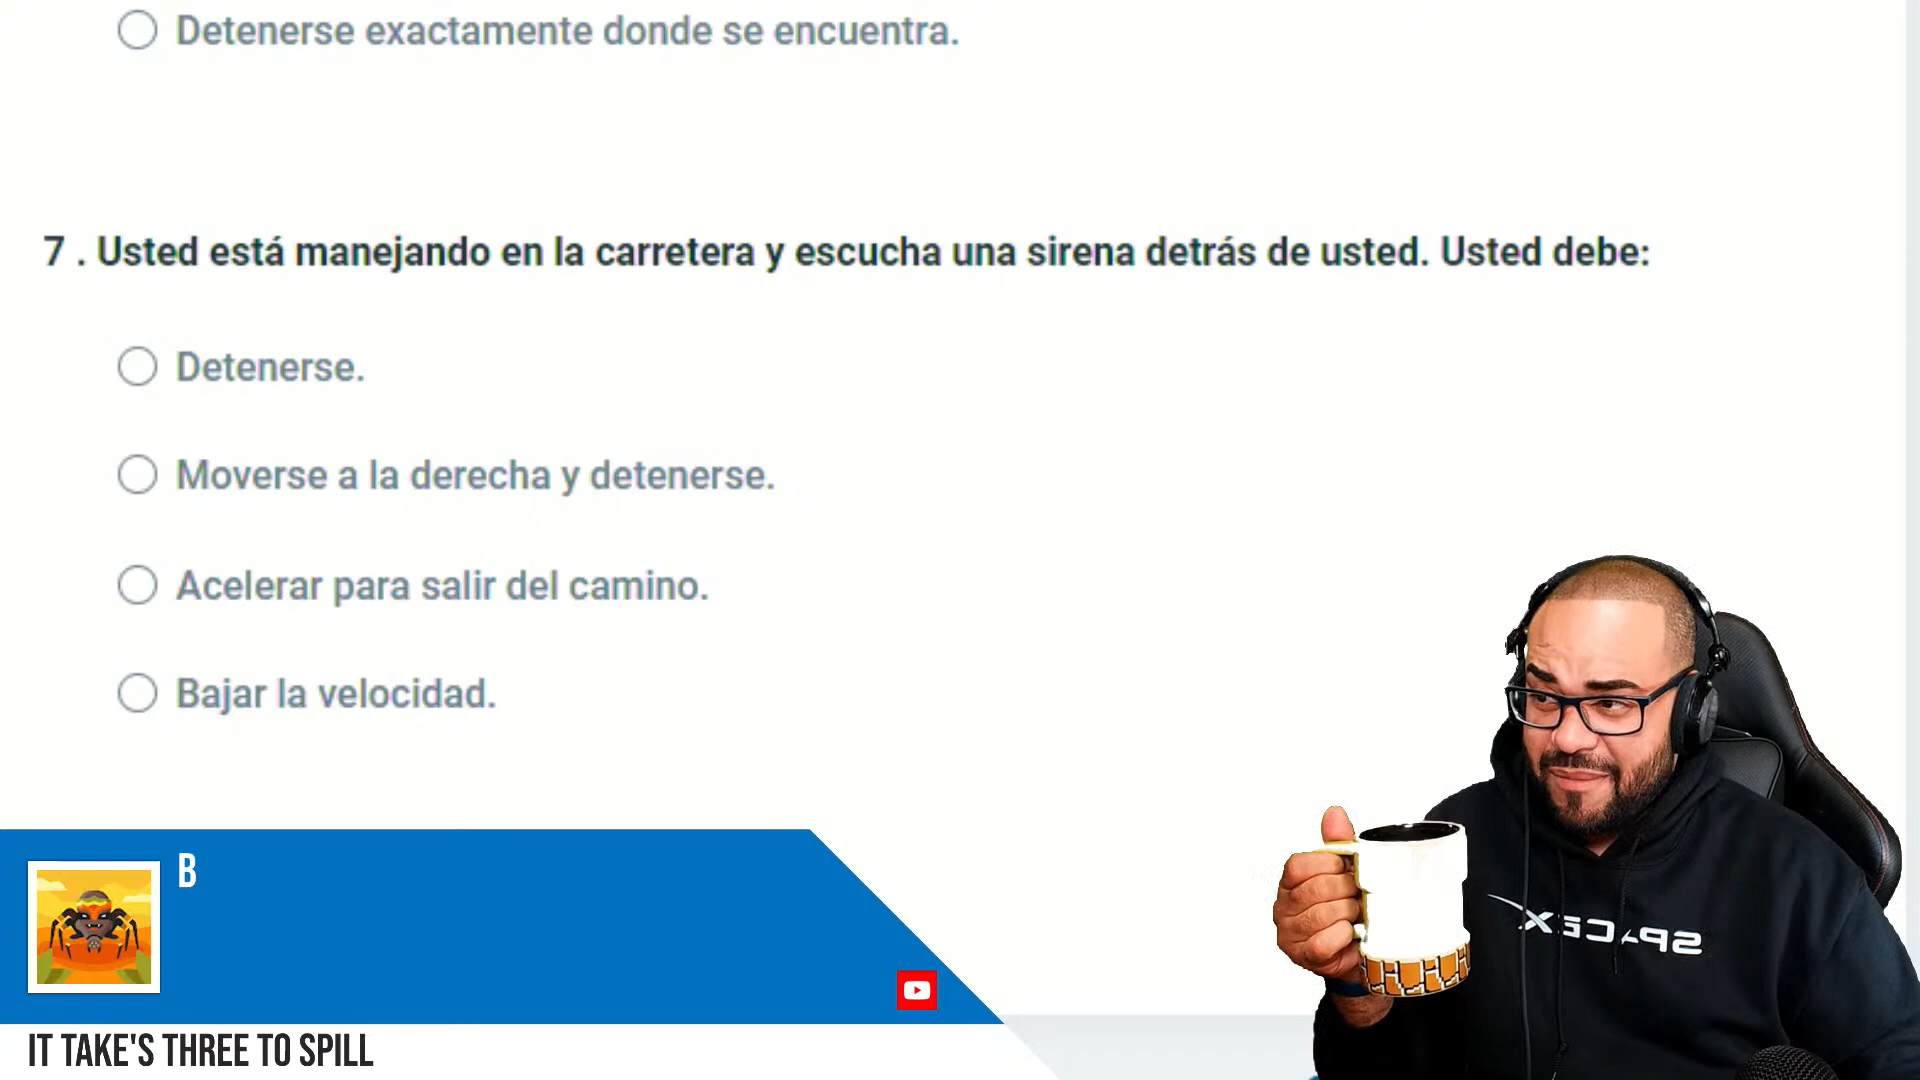 Detenerse exactamente donde se encuentra.
7 . Usted está manejando en la carretera y escucha una sirena detrás de usted. Usted debe:
Detenerse.
Moverse a la derecha y detenerse.
Acelerar para salir del camino.
Bajar la velocidad.
B
SPACEX
IT TAKE'S THREE TO SPILL